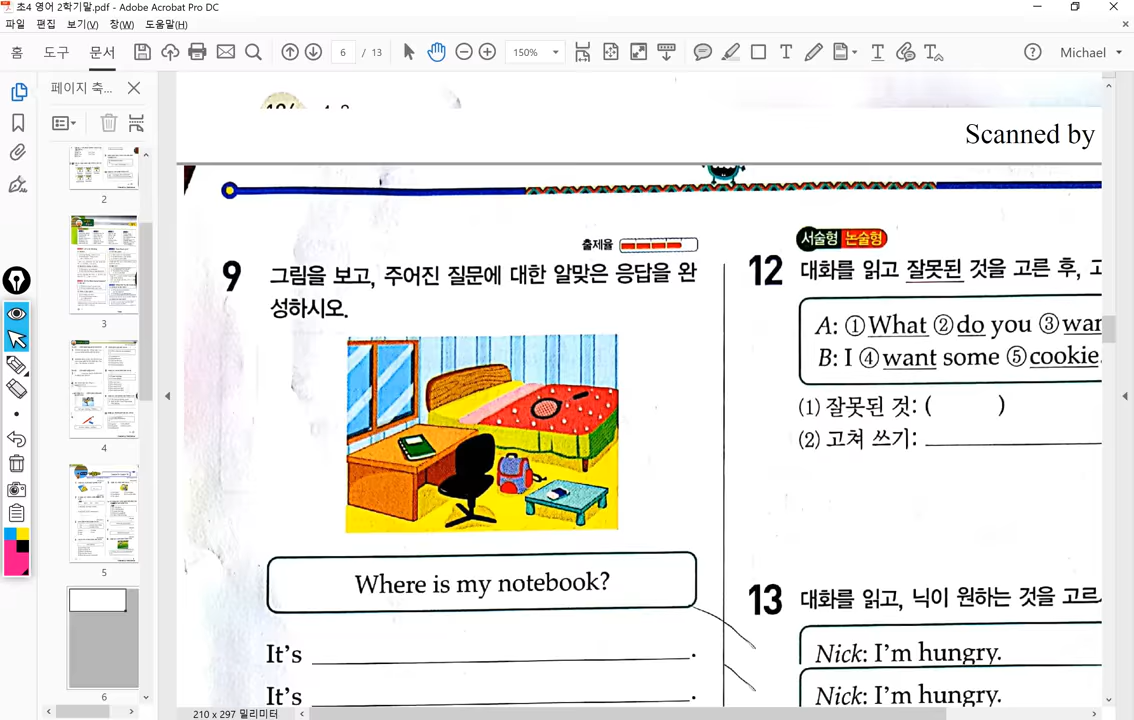 초4 영어 2학기말.pdf - Adobe Acrobat Pro DC
파일 편집 보기(V) 창(W) 도움말(H)
홈 도구 문서 6 / 13 150% Michael
페이지 축...
2
3
4
5
6
Scanned by
출제율
9 그림을 보고, 주어진 질문에 대한 알맞은 응답을 완
성하시오.
Where is my notebook?
It's .
It's .
서술형 논술형
12 대화를 읽고 잘못된 것을 고른 후, 고
A: ①What ②do you ③wan
B: I ④want some ⑤cookie
(1) 잘못된 것: ( )
(2) 고쳐 쓰기:
13 대화를 읽고, 닉이 원하는 것을 고르
Nick: I'm hungry.
Nick: I'm hungry.
210 x 297 밀리미터